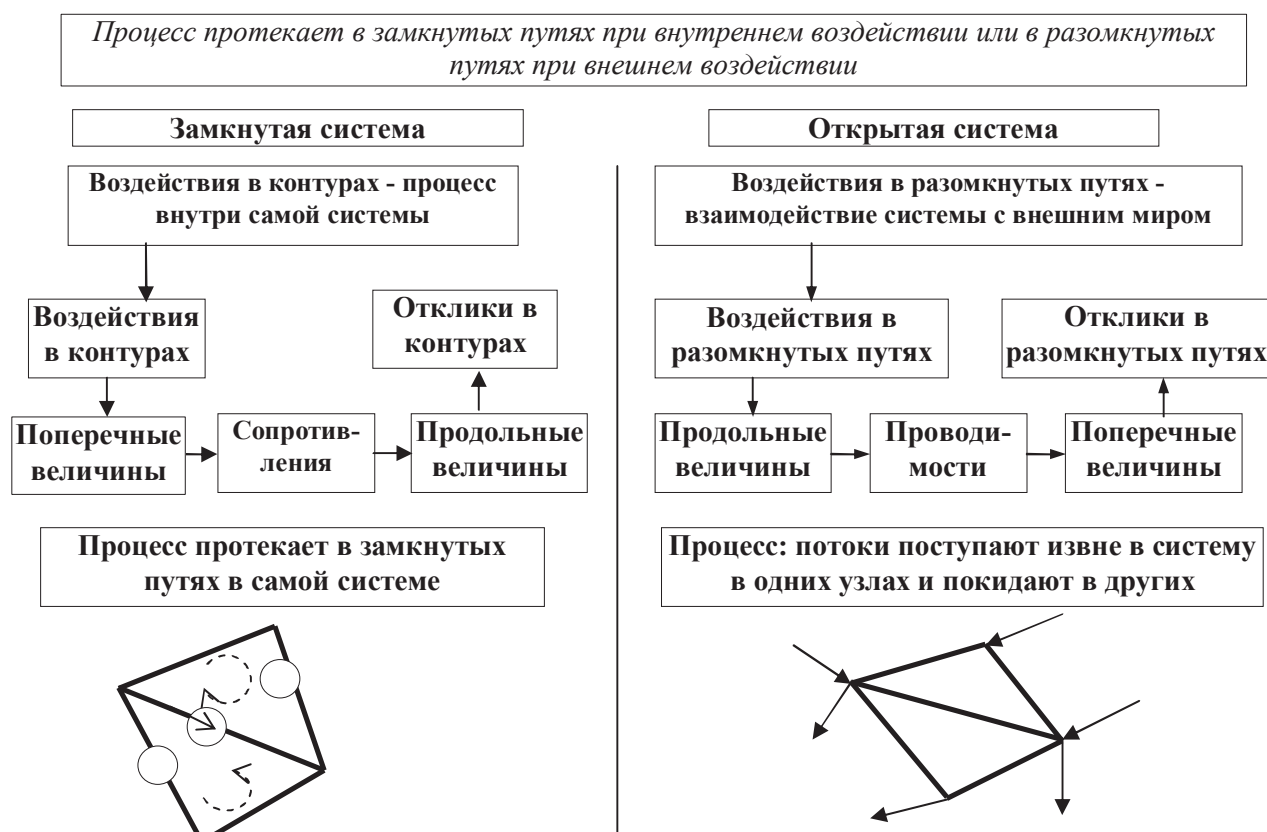 Процесс протекает в замкнутых путях при внутреннем воздействии или в разомкнутых
путях при внешнем воздействии
Замкнутая система
Воздействия в контурах - процесс
внутри самой системы
Воздействия
в контурах
Отклики в
контурах
Поперечные
величины
Сопротив-
ления
Продольные
величины
Процесс протекает в замкнутых
путях в самой системе
Открытая система
Воздействия в разомкнутых путях -
взаимодействие системы с внешним миром
Воздействия в
разомкнутых путях
Отклики в
разомкнутых путях
Продольные
величины
Проводи-
мости
Поперечные
величины
Процесс: потоки поступают извне в систему
в одних узлах и покидают в других